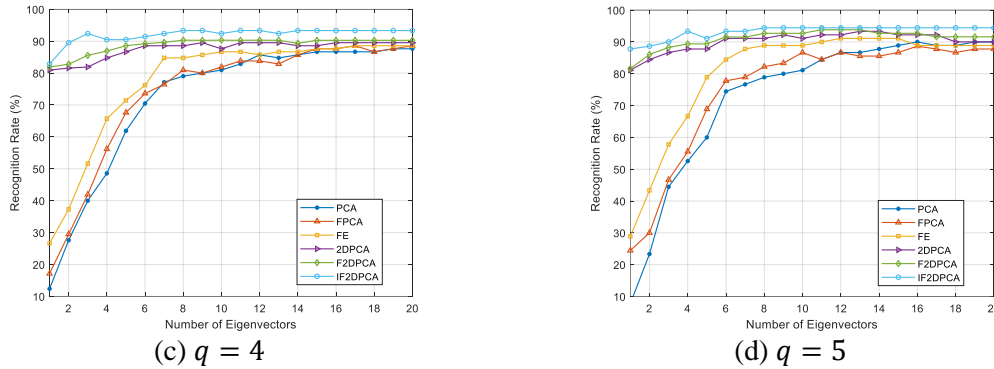 100
90
80
70
60
50
40
30
20
10
Recognition Rate (%)
PCA
FPCA
FE
2DPCA
F2DPCA
IF2DPCA
2 4 6 8 10 12 14 16 18 20
Number of Eigenvectors
(c) q = 4
100
90
80
70
60
50
40
30
20
10
Recognition Rate (%)
PCA
FPCA
FE
2DPCA
F2DPCA
IF2DPCA
2 4 6 8 10 12 14 16 18 2
Number of Eigenvectors
(d) q = 5